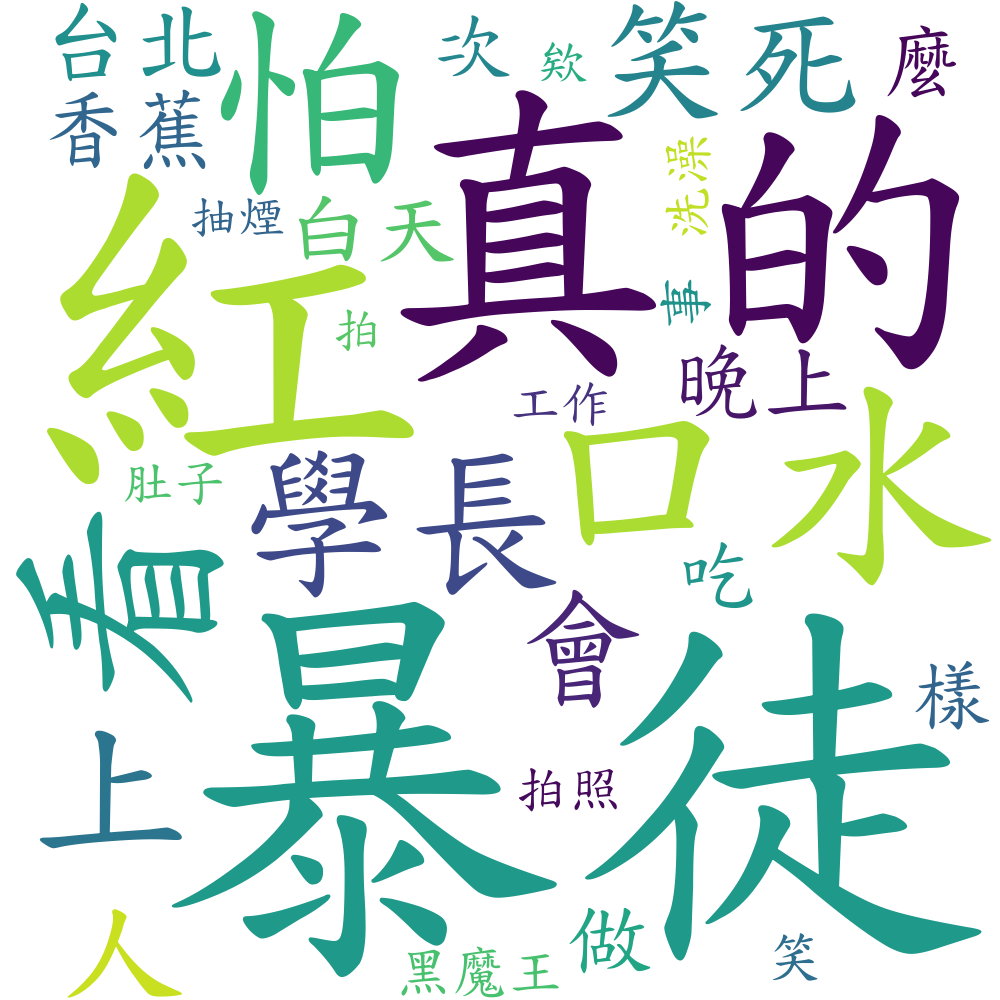 台北
怕
次
欸
笑死
麼
香蕉
真的
洗澡
抽煙
白天
紅
拍
事
晚上
工作
口水
肚子
學長
看
吃
暴徒
會
樣
上
拍照
人
做
黑魔王
笑